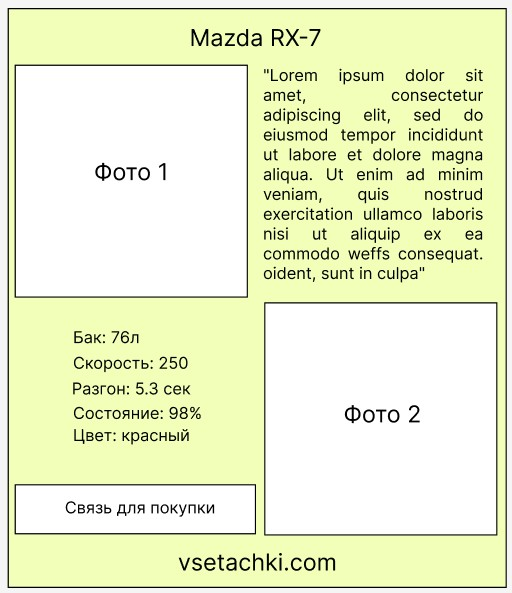 Mazda RX-7
Фото 1
"Lorem ipsum dolor sit
amet, consectetur
adipiscing elit, sed do
eiusmod tempor incididunt
ut labore et dolore magna
aliqua. Ut enim ad minim
veniam, quis nostrud
exercitation ullamco laboris
nisi ut aliquip ex ea
commodo weffs consequat.
oident, sunt in culpa"
Бак: 76л
Скорость: 250
Разгон: 5.3 сек
Состояние: 98%
Цвет: красный
Фото 2
Связь для покупки
vsetachki.com